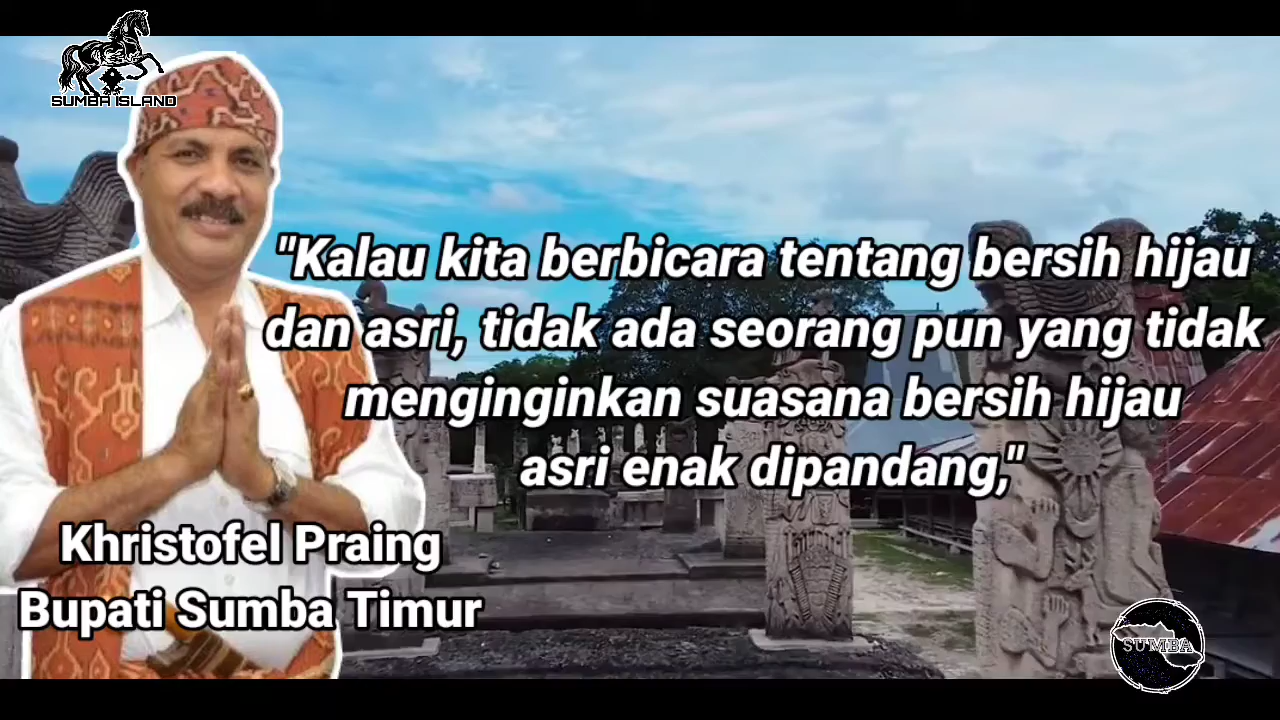 SUMBA ISLAND
"Kalau kita berbicara tentang bersih hijau
dan asri, tidak ada seorang pun yang tidak
menginginkan suasana bersih hijau
asri enak dipandang,"
Khristofel Praing
Bupati Sumba Timur
SUMBA